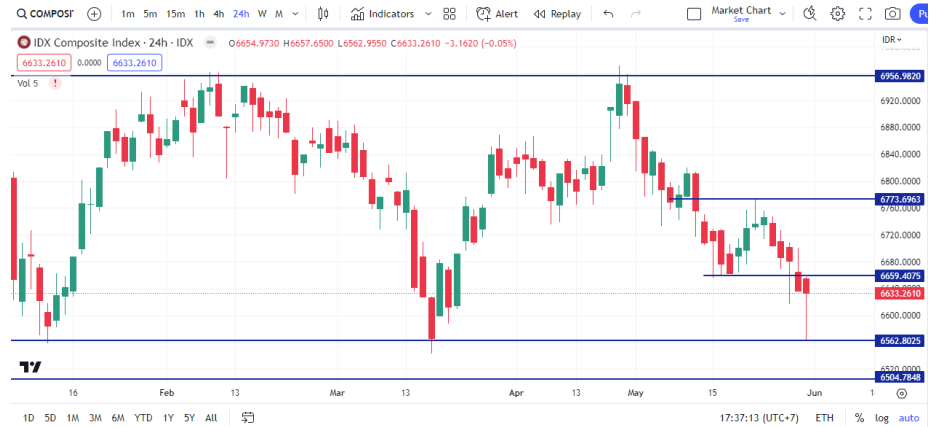 COMPOSI 1m 5m 15m 1h 4h 24h W M Indicators Alert Replay Market Chart Save Pu
IDX Composite Index · 24h · IDX O6654.9730 H6657.6500 L6562.9550 C6633.2610 -3.1620 (-0.05%) IDR
6633.2610 0.0000 6633.2610
Vol 5 !
6956.9820
6920.0000
6880.0000
6840.0000
6800.0000
6773.6963
6760.0000
6720.0000
6680.0000
6659.4075
6633.2610
6600.0000
6562.8025
6520.0000
6504.7848
16 Feb 13 Mar 13 Apr 13 May 15 Jun 1
1D 5D 1M 3M 6M YTD 1Y 5Y All 17:37:13 (UTC+7) ETH % log auto